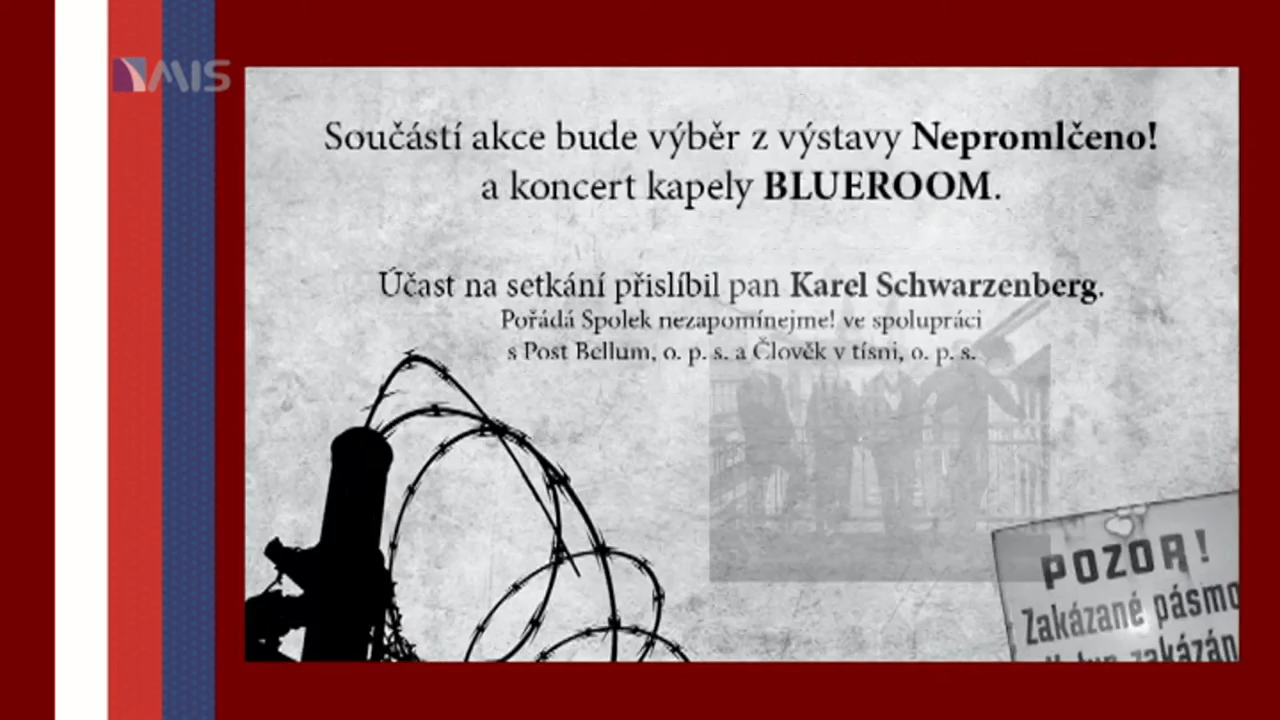 MIS
Součástí akce bude výběr z výstavy Nepromlčeno!
a koncert kapely BLUEROOM.
Účast na setkání přislíbil pan Karel Schwarzenberg.
Pořádá Spolek nezapomínejme! ve spolupráci
s Post Bellum, o. p. s. a Člověk v tísni, o. p. s.
POZOR!
Zakázané pásmo
zakázán